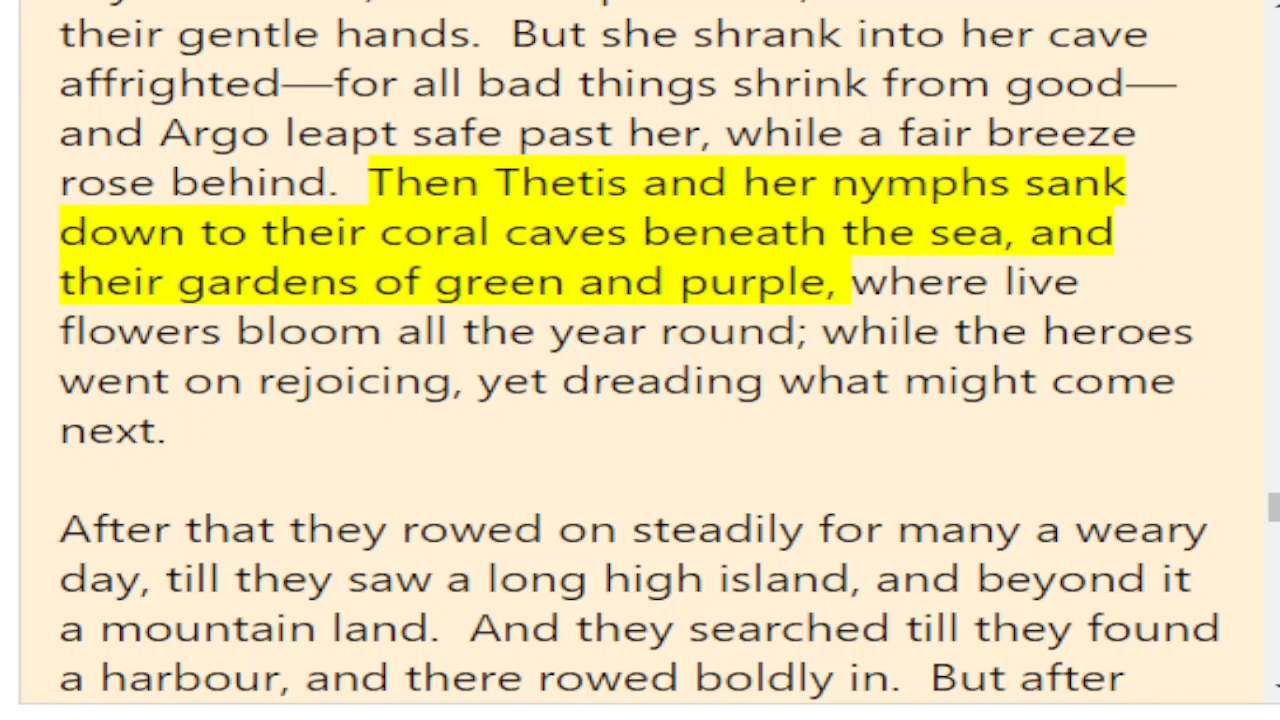 their gentle hands.  But she shrank into her cave
affrighted—for all bad things shrink from good—
and Argo leapt safe past her, while a fair breeze
rose behind.  Then Thetis and her nymphs sank
down to their coral caves beneath the sea, and
their gardens of green and purple, where live
flowers bloom all the year round; while the heroes
went on rejoicing, yet dreading what might come
next.
After that they rowed on steadily for many a weary
day, till they saw a long high island, and beyond it
a mountain land.  And they searched till they found
a harbour, and there rowed boldly in.  But after